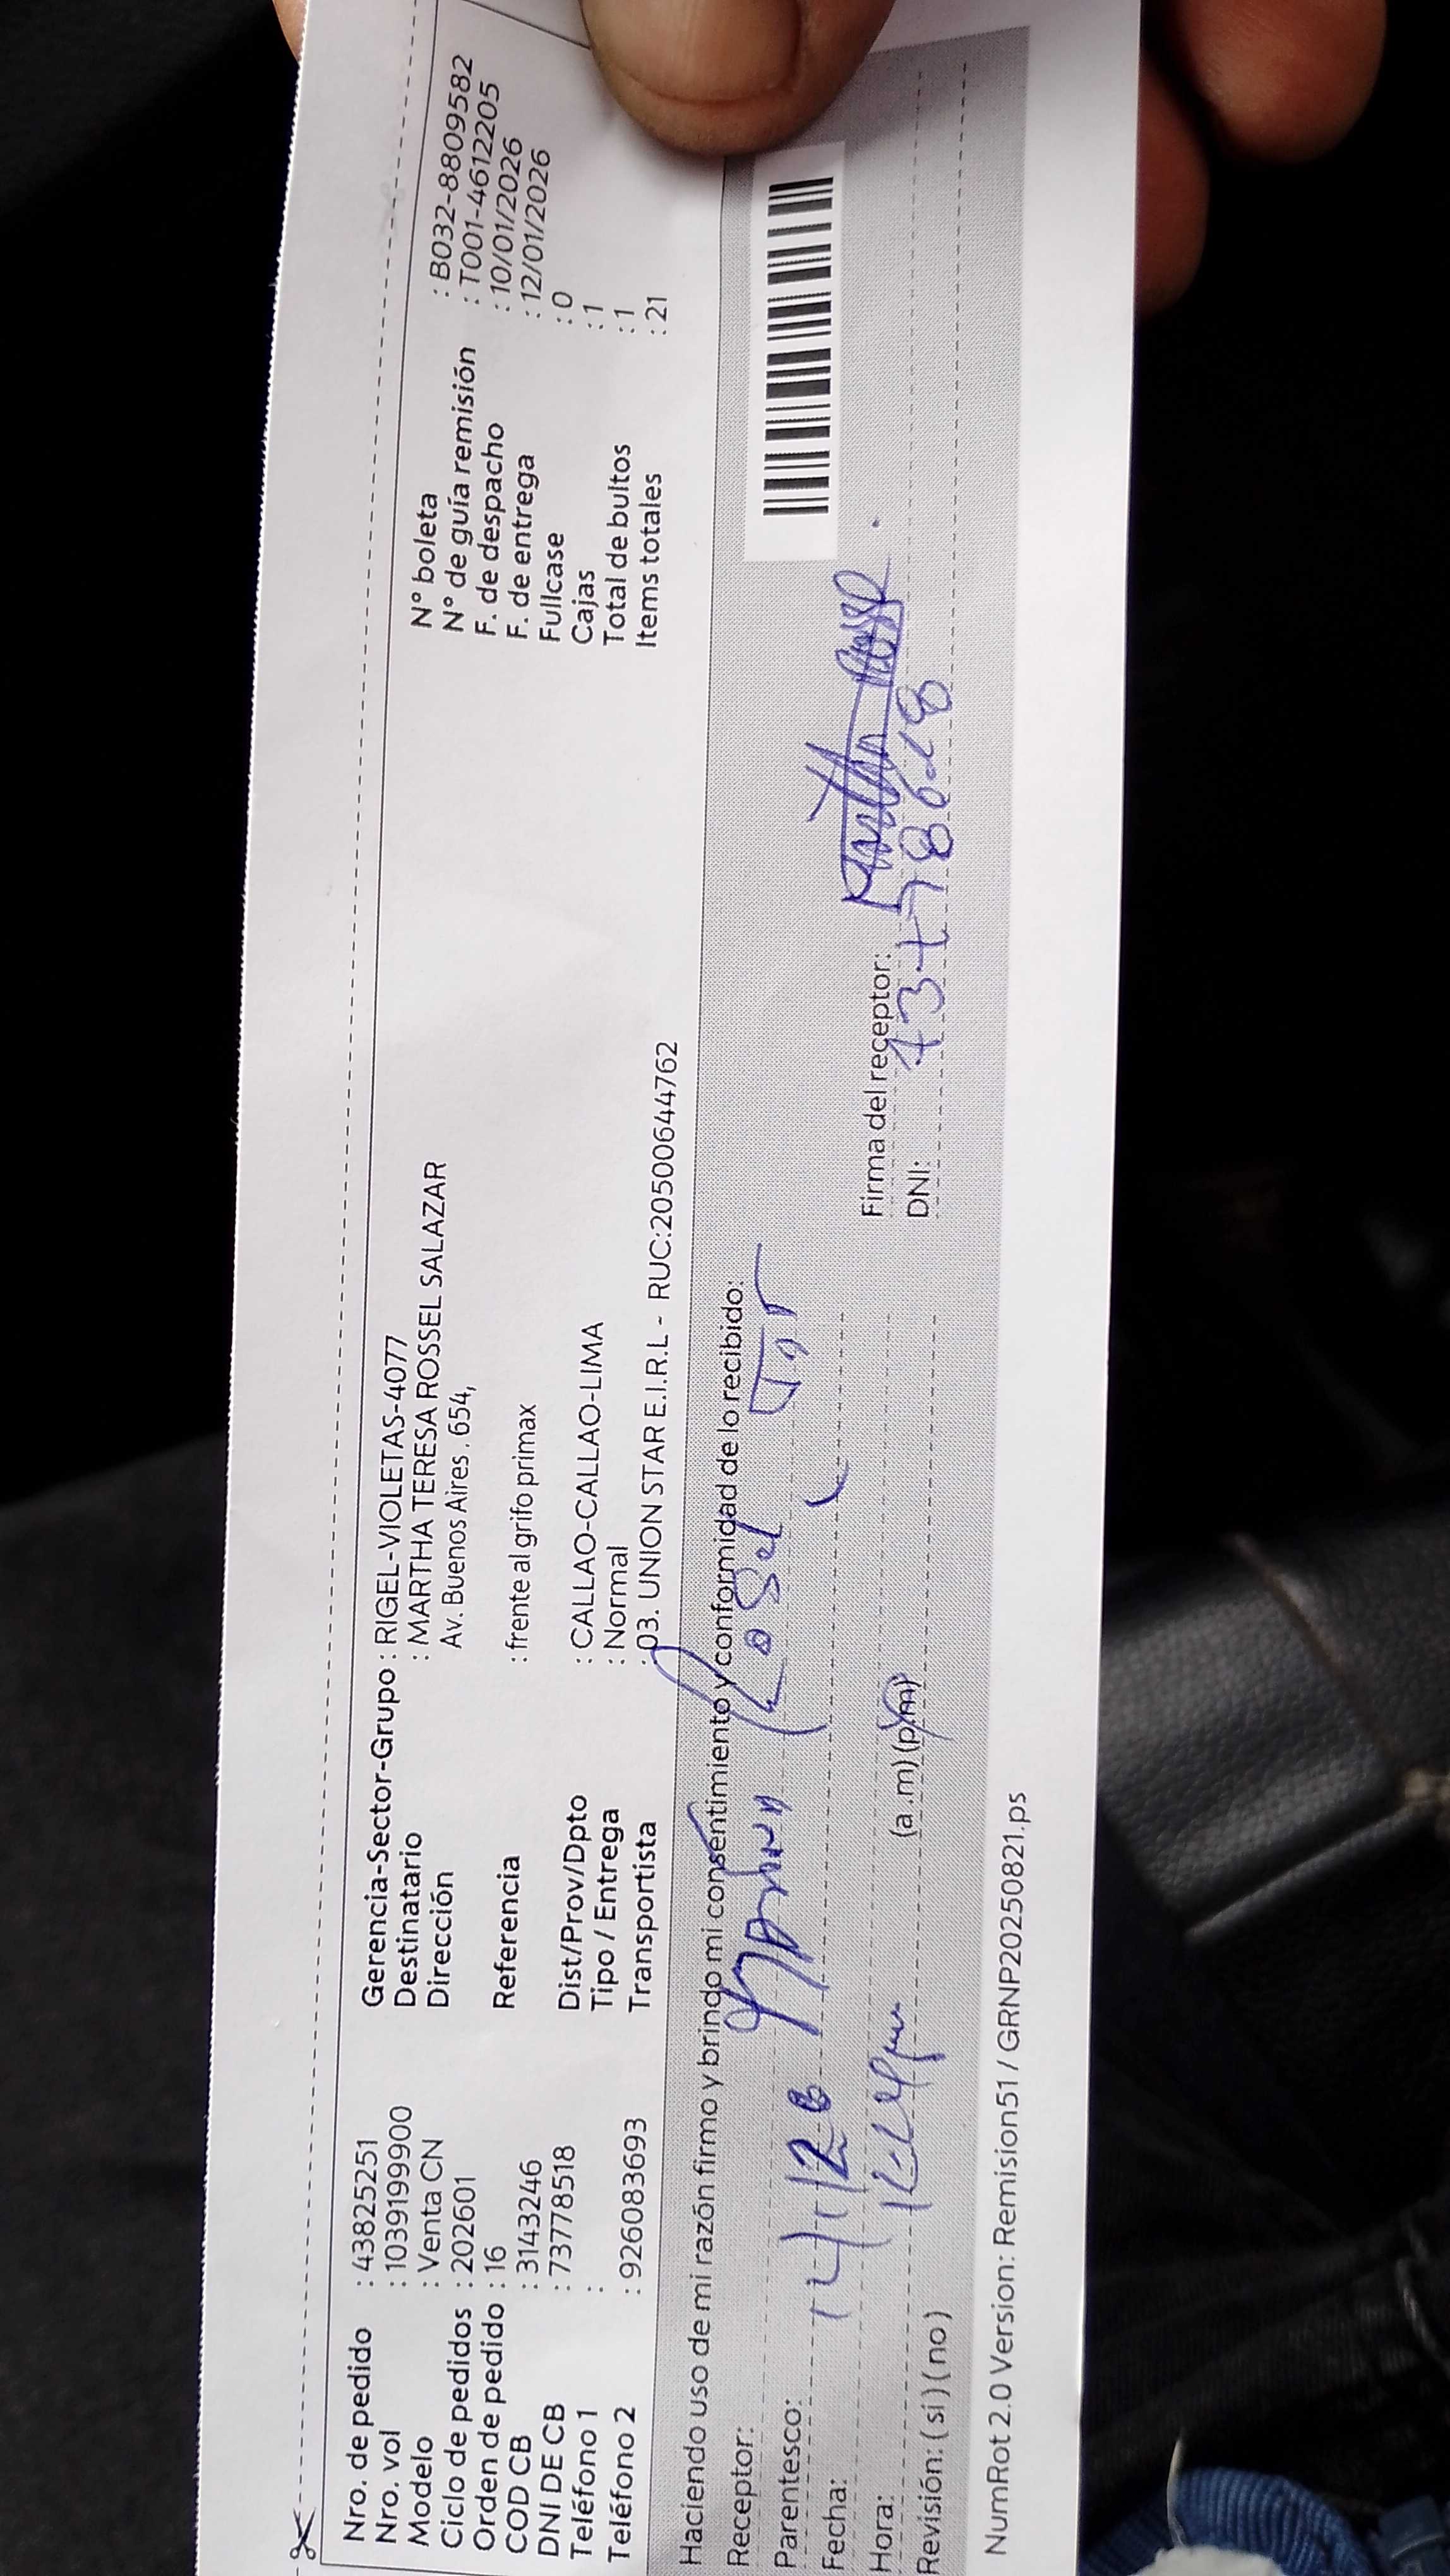 Nro. de pedido : 43825251
Nro. vol : 10391999900
Modelo : Venta CN
Ciclo de pedidos : 202601
Orden de pedido : 16
COD CB : 3143246
DNI DE CB : 73778518
Teléfono 1 :
Teléfono 2 : 926083693
Gerencia-Sector-Grupo : RIGEL-VIOLETAS-4077
Destinatario : MARTHA TERESA ROSSEL SALAZAR
Dirección Av. Buenos Aires . 654,
Referencia : frente al grifo primax
Dist/Prov/Dpto : CALLAO-CALLAO-LIMA
Tipo / Entrega : Normal
Transportista : 03. UNION STAR E.I.R.L - RUC:20500644762
N° boleta : B032-8809582
N° de guía remisión : T001-46122205
F. de despacho : 10/01/2026
F. de entrega : 12/01/2026
Fullcase : 0
Cajas : 1
Total de bultos : 1
Items totales : 21
Haciendo uso de mi razón firmo y brindo mi consentimiento y conformidad de lo recibido:
Receptor:
Parentesco:
Fecha:
Hora: (a.m) (p.m)
Revisión: (si) (no)
Firma del receptor:
DNI:
NumRot 2.0 Version: Remision51 / GRNP20250821.ps